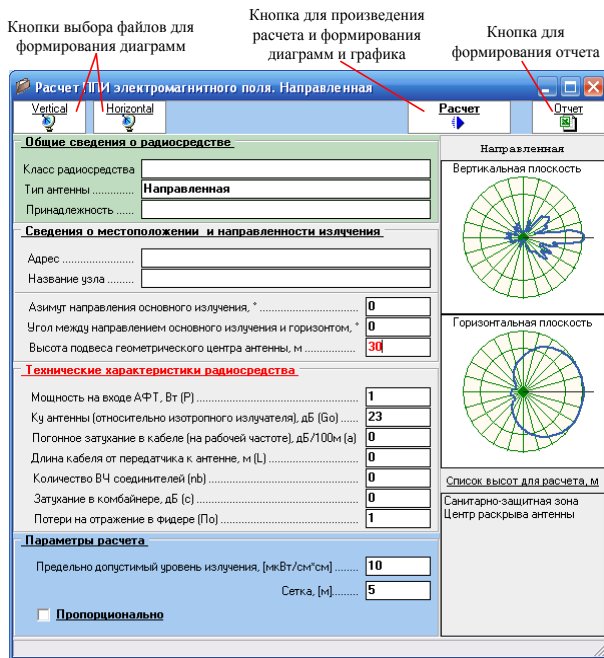 Кнопки выбора файлов для
формирования диаграмм
Кнопка для произведения
расчета и формирования
диаграмм и графика
Кнопка для
формирования отчета
Расчет ППИ электромагнитного поля. Направленная
Vertical
Horizontal
Расчет
Отчет
Общие сведения о радиосредстве
Класс радиосредства
Тип антенны ............. Направленная
Принадлежность ......
Сведения о местоположении и направленности излучения
Адрес ........................
Название узла .........
Азимут направления основного излучения, ° ........................... 0
Угол между направлением основного излучения и горизонтом, ° 0
Высота подвеса геометрического центра антенны, м ........ 30
Технические характеристики радиосредства
Мощность на входе АФТ, Вт (P) ........................................ 1
Ку антенны (относительно изотропного излучателя), дБ (Go) ...... 23
Погонное затухание в кабеле (на рабочей частоте), дБ/100м (a) 0
Длина кабеля от передатчика к антенне, м (L) ................ 0
Количество ВЧ соединителей (nb) ................................... 0
Затухание в комбайнере, дБ (c) ...................................... 0
Потери на отражение в фидере (По) ............................... 1
Параметры расчета
Предельно допустимый уровень излучения, [мкВт/см*см] ........ 10
Сетка, [м]......... 5
Пропорционально
Направленная
Вертикальная плоскость
Горизонтальная плоскость
Список высот для расчета, м
Санитарно-защитная зона
Центр раскрыва антенны